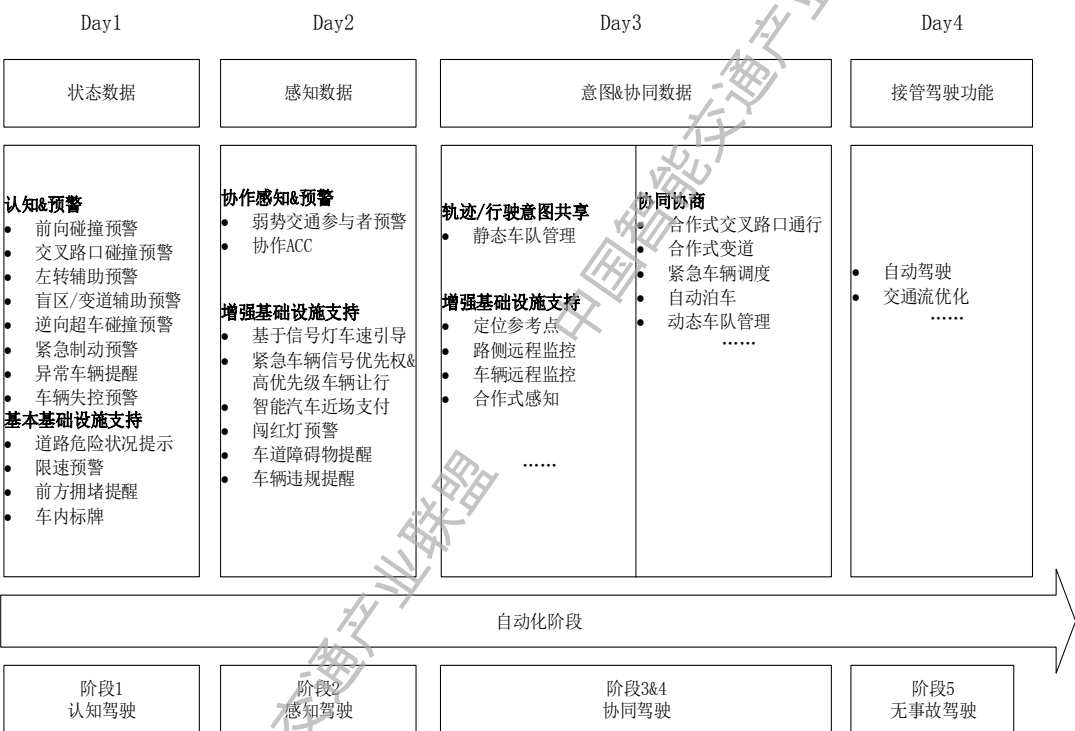 Day1
Day2
Day3
Day4
状态数据
感知数据
意图&协同数据
接管驾驶功能
认知&预警
● 前向碰撞预警
● 交叉路口碰撞预警
● 左转辅助预警
● 盲区/变道辅助预警
● 逆向超车碰撞预警
● 紧急制动预警
● 异常车辆提醒
● 车辆失控预警
基本基础设施支持
● 道路危险状况提示
● 限速预警
● 前方拥堵提醒
● 车内标牌
协作感知&预警
● 弱势交通参与者预警
● 协作ACC
增强基础设施支持
● 基于信号灯车速引导
● 紧急车辆信号优先权&
高优先级车辆让行
● 智能汽车近场支付
● 闯红灯预警
● 车道障碍物提醒
● 车辆违规提醒
轨迹/行驶意图共享
● 静态车队管理
增强基础设施支持
● 定位参考点
● 路侧远程监控
● 车辆远程监控
● 合作式感知
……
协同协商
● 合作式交叉路口通行
● 合作式变道
● 紧急车辆调度
● 自动泊车
● 动态车队管理
……
● 自动驾驶
● 交通流优化
……
自动化阶段
阶段1
认知驾驶
阶段2
感知驾驶
阶段3&4
协同驾驶
阶段5
无事故驾驶
中国智能交通产业
交通产业联盟